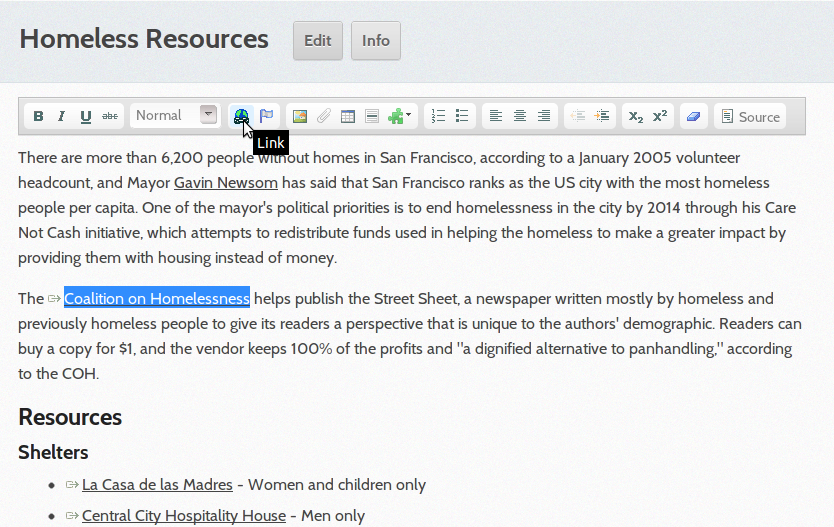 Homeless Resources Edit Info
B I U abc Normal X₂ X² Source
Link
There are more than 6,200 people without homes in San Francisco, according to a January 2005 volunteer
headcount, and Mayor Gavin Newsom has said that San Francisco ranks as the US city with the most homeless
people per capita. One of the mayor's political priorities is to end homelessness in the city by 2014 through his Care
Not Cash initiative, which attempts to redistribute funds used in helping the homeless to make a greater impact by
providing them with housing instead of money.
The Coalition on Homelessness helps publish the Street Sheet, a newspaper written mostly by homeless and
previously homeless people to give its readers a perspective that is unique to the authors' demographic. Readers can
buy a copy for $1, and the vendor keeps 100% of the profits and "a dignified alternative to panhandling," according
to the COH.
Resources
Shelters
• La Casa de las Madres - Women and children only
• Central City Hospitality House - Men only